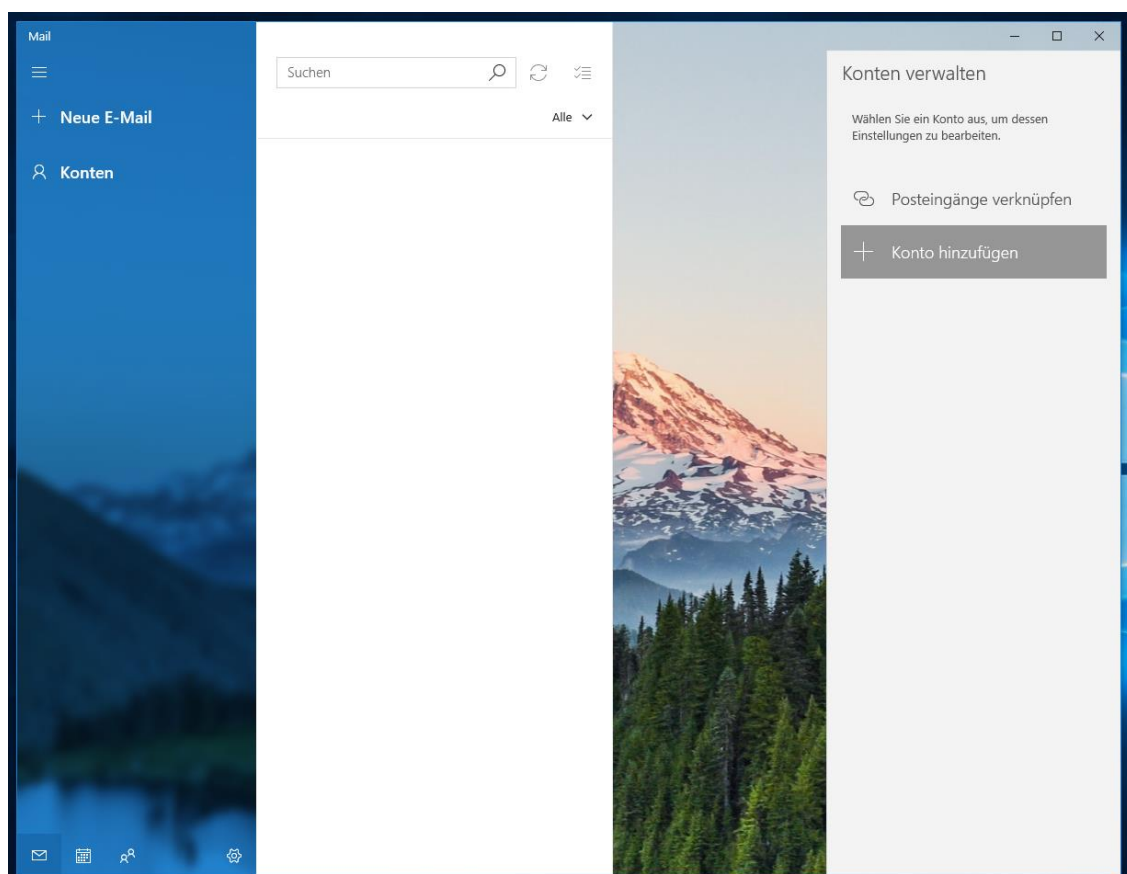 Mail
Neue E-Mail
Konten
Suchen
Alle
Konten verwalten
Wählen Sie ein Konto aus, um dessen
Einstellungen zu bearbeiten.
Posteingänge verknüpfen
Konto hinzufügen